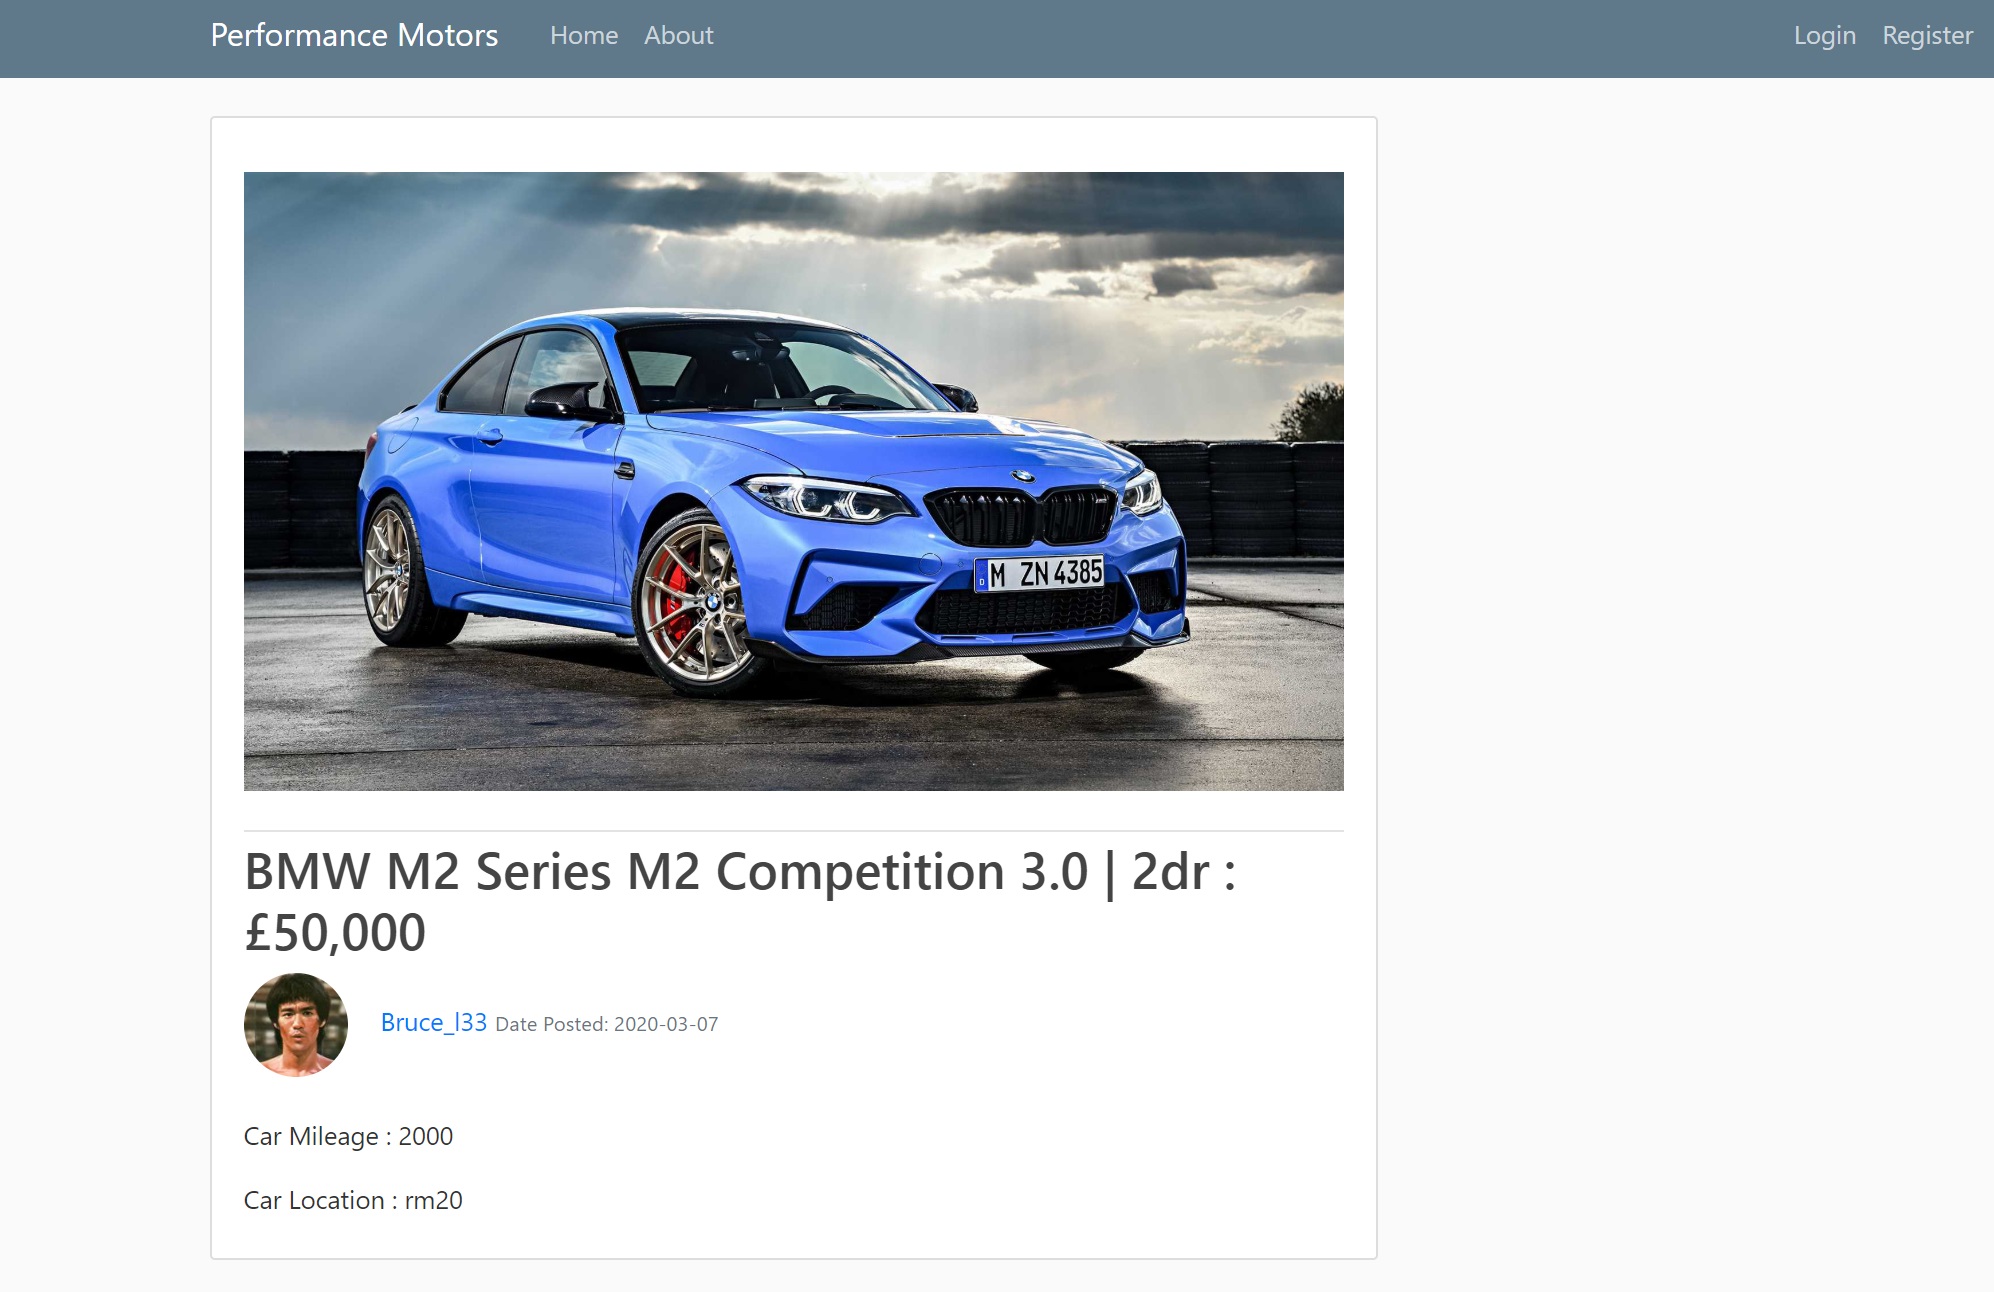 Performance Motors Home About Login Register
M ZN 4385
BMW M2 Series M2 Competition 3.0 | 2dr :
£50,000
Bruce_l33 Date Posted: 2020-03-07
Car Mileage : 2000
Car Location : rm20